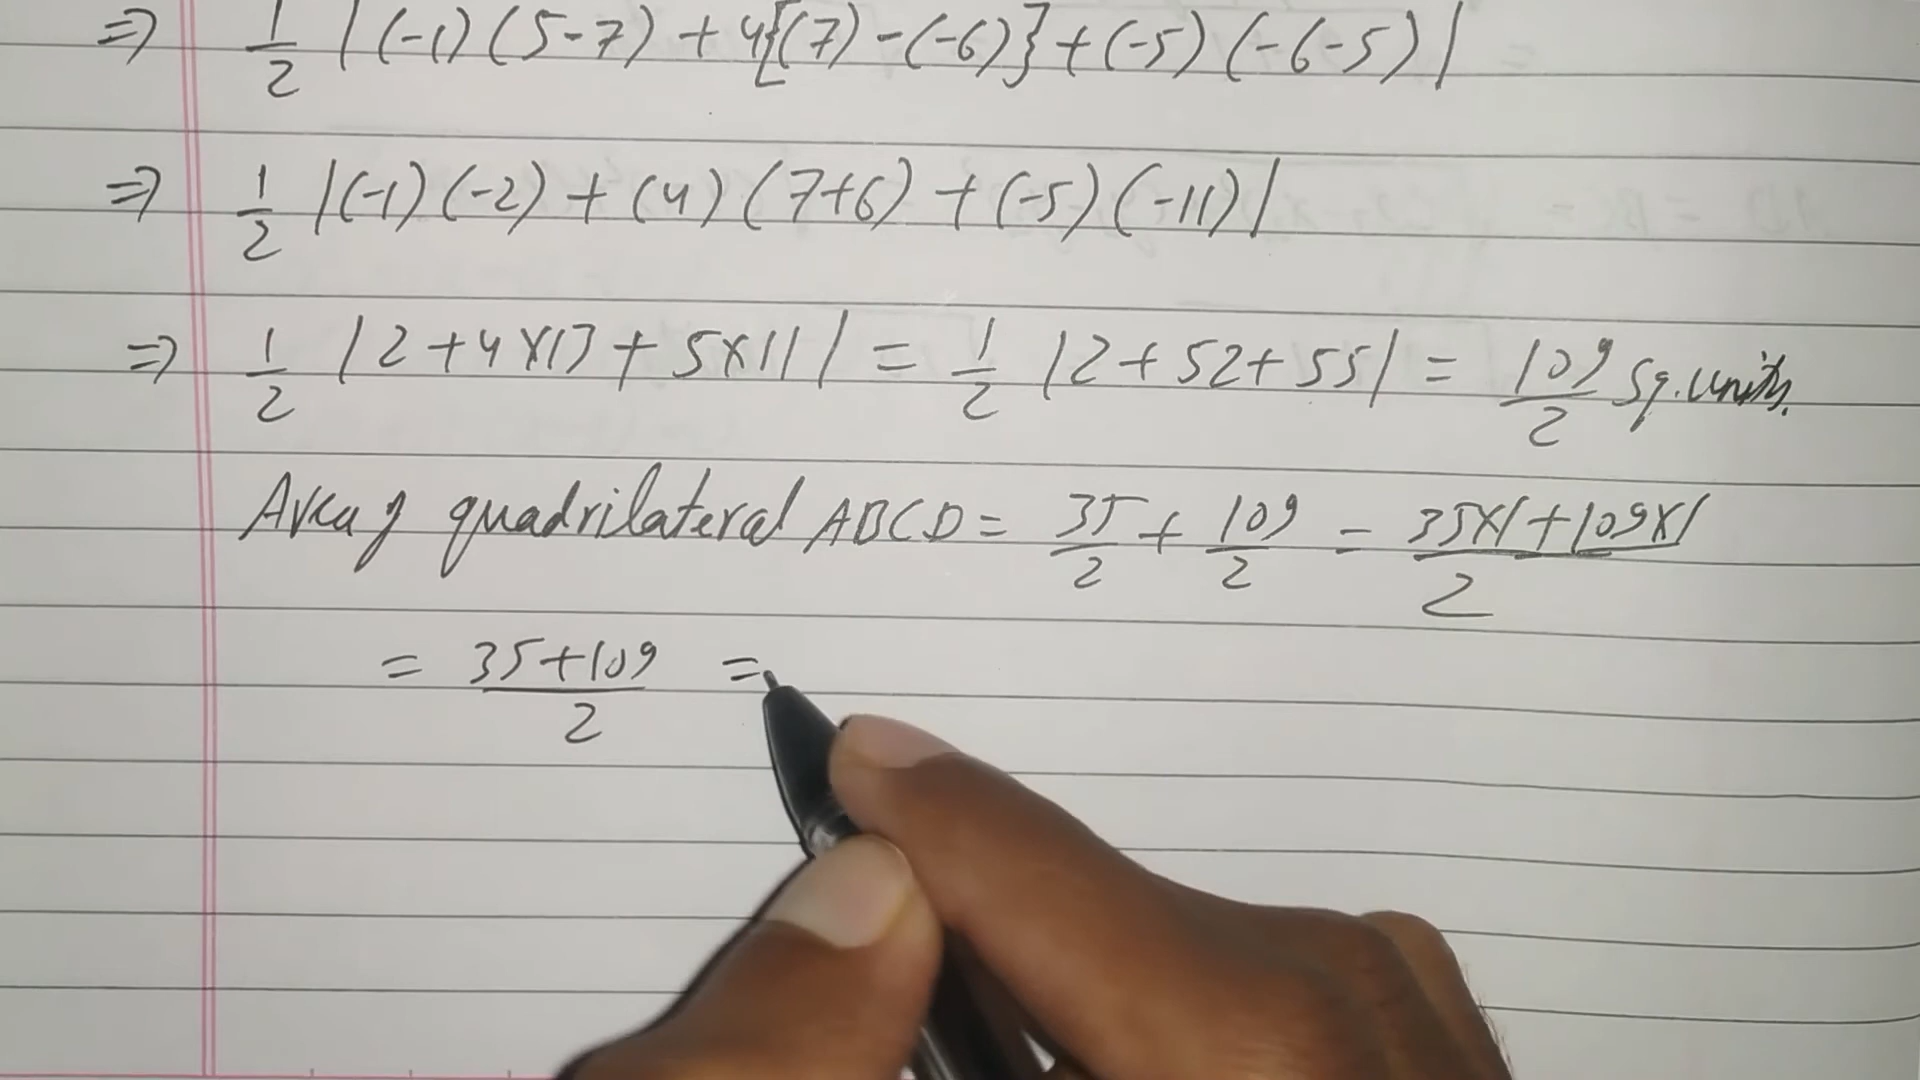 ⇒ 1/2 |(-1)(5-7) + 4{(7)-(-6)} + (-5)(-6-5)|
⇒ 1/2 |(-1)(-2) + (4)(7+6) + (-5)(-11)|
⇒ 1/2 |2 + 4×13 + 5×11| = 1/2 |2 + 52 + 55| = 109/2 Sq. units.
Area of quadrilateral ABCD = 35/2 + 109/2 = (35×1 + 109×1)/2
= (35+109)/2 =